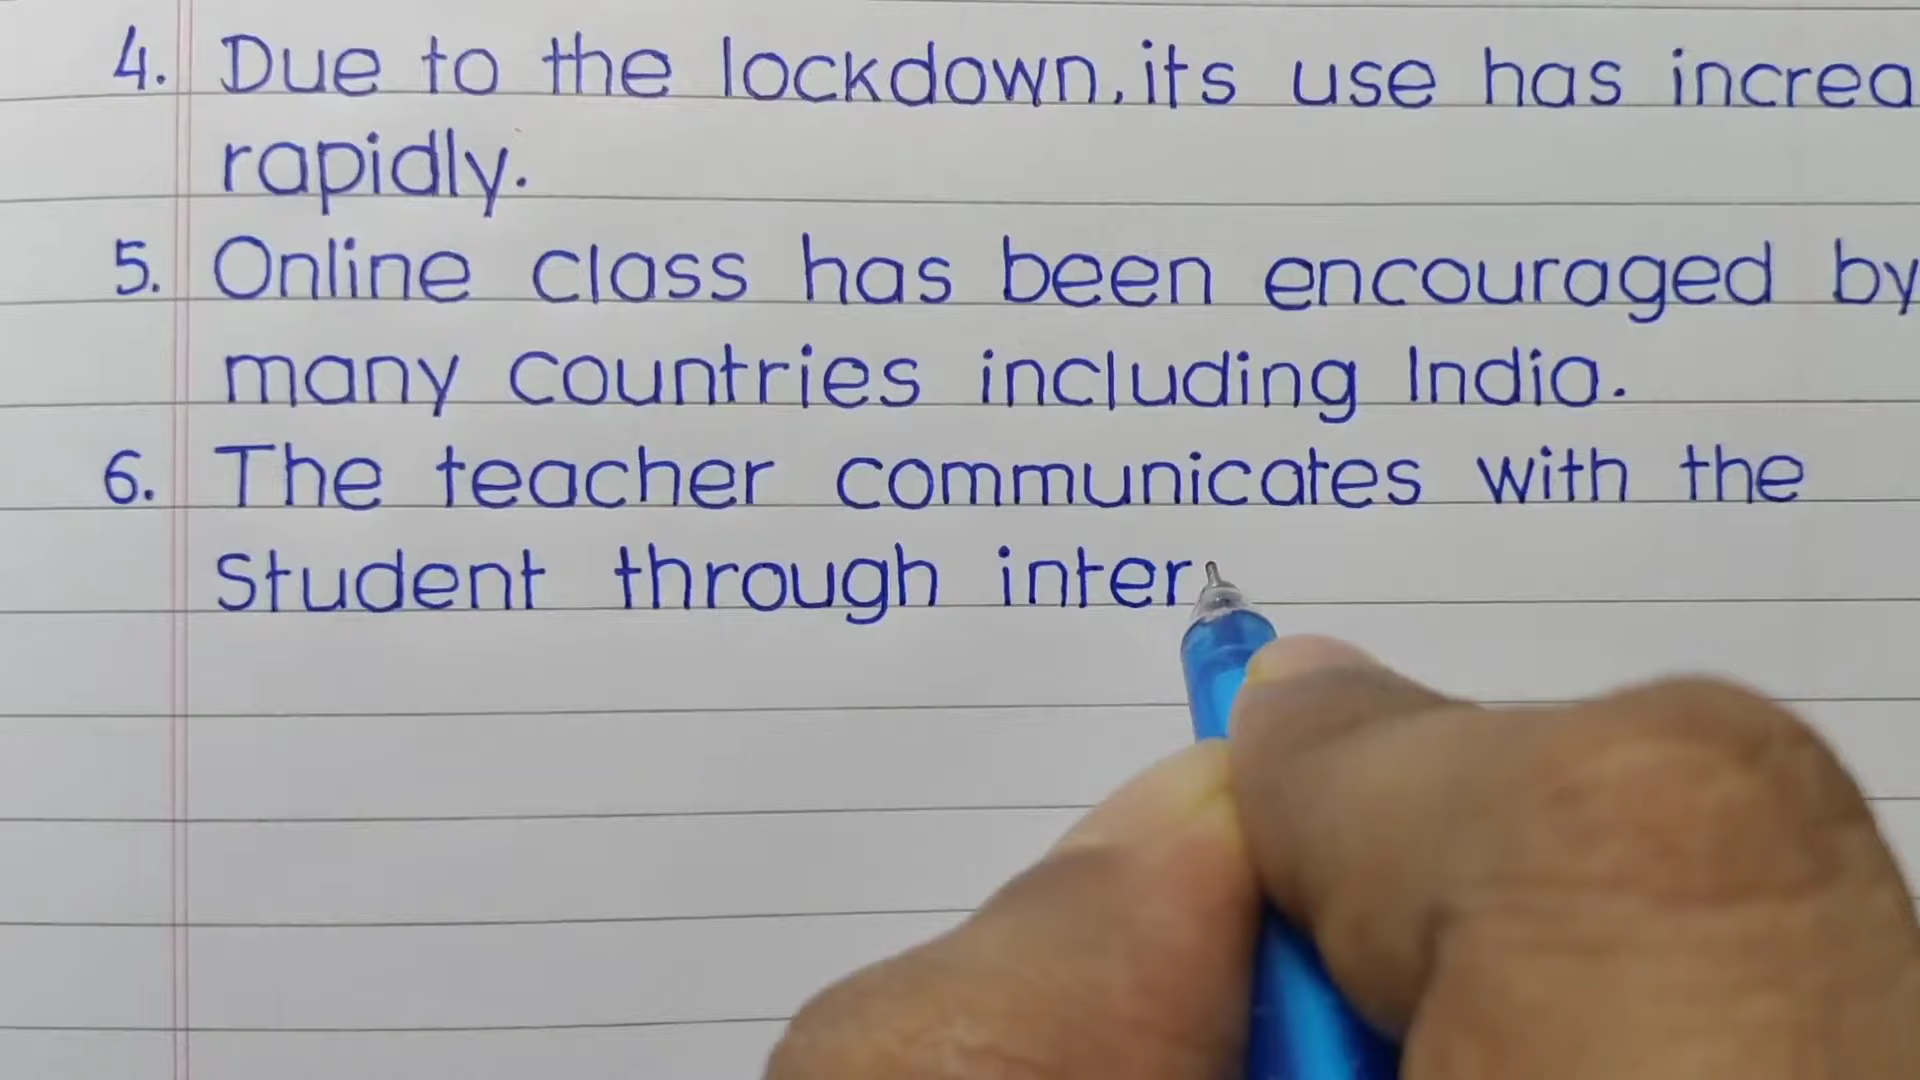 4. Due to the lockdown, its use has increa
rapidly.
5. Online class has been encouraged by
many countries including India.
6. The teacher communicates with the
Student through inter